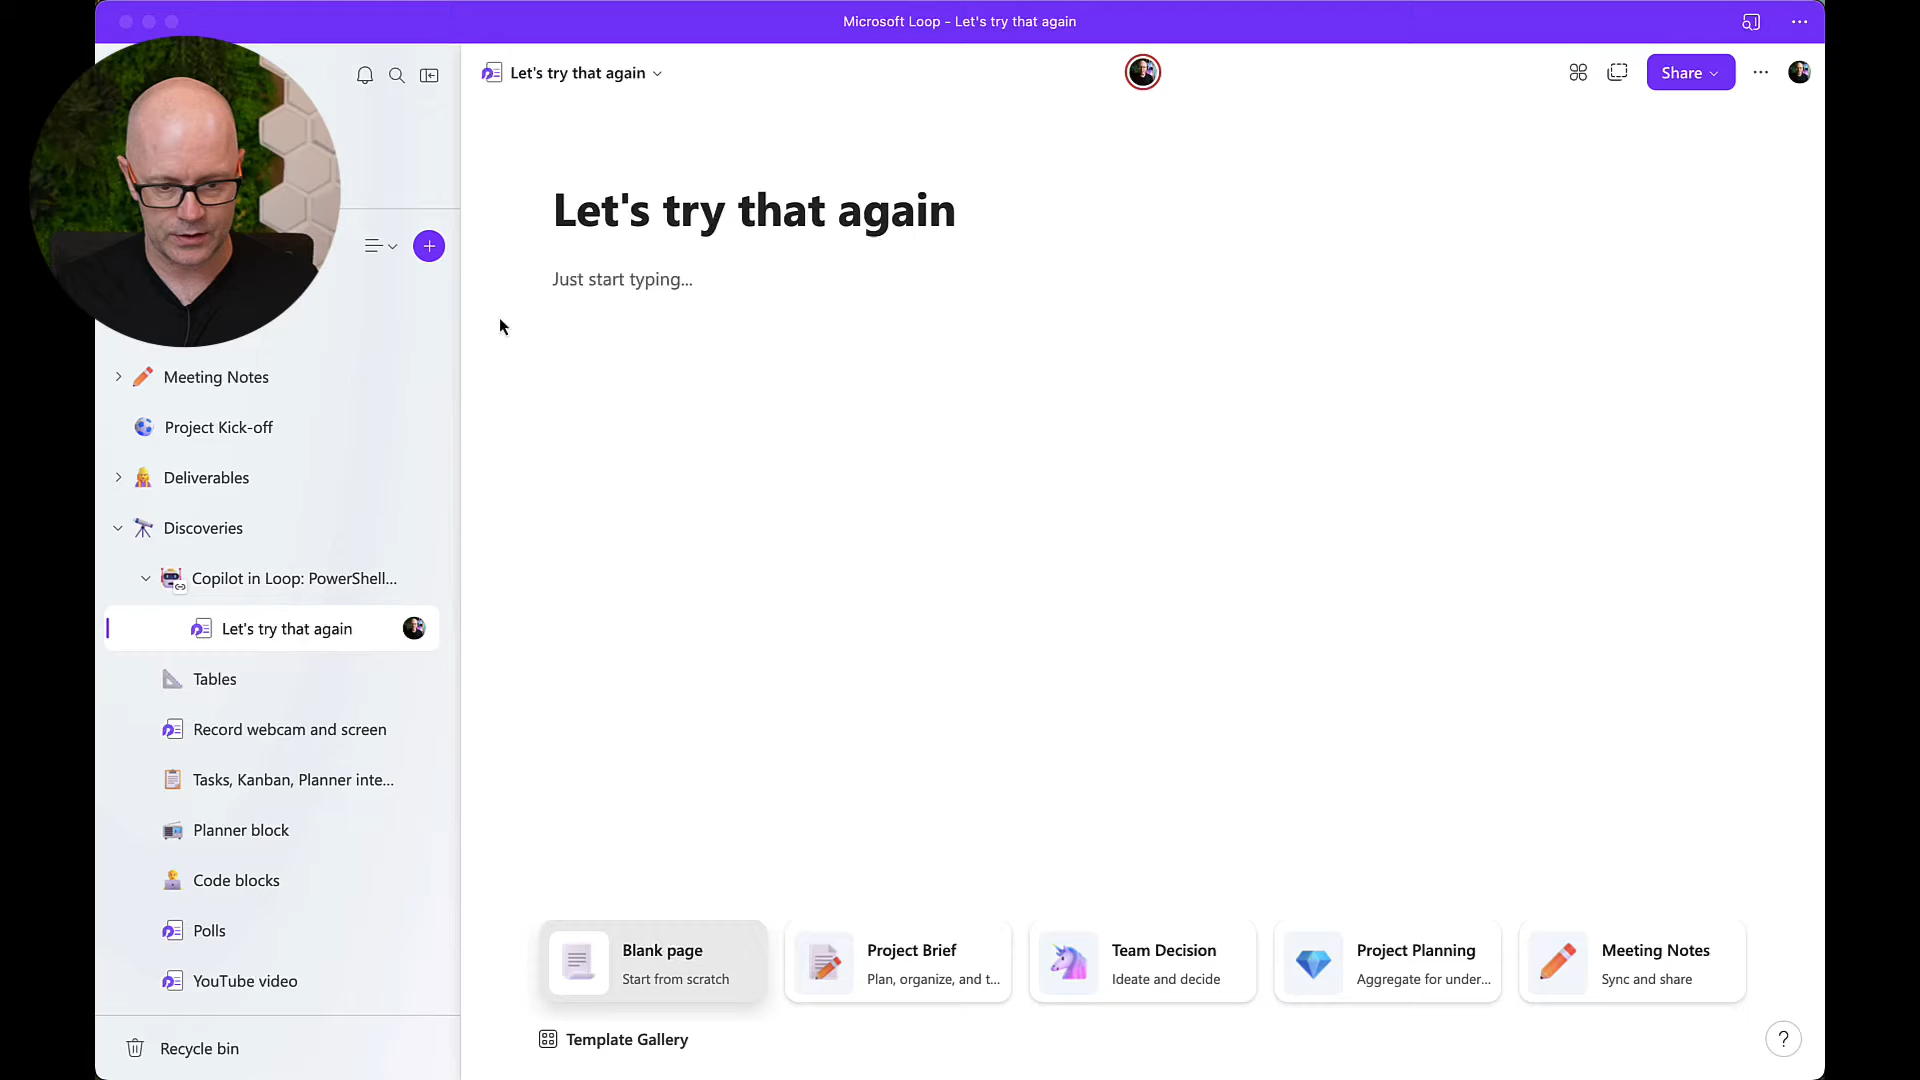 Microsoft Loop - Let's try that again
Let's try that again
Share
Let's try that again
Just start typing...
Meeting Notes
Project Kick-off
Deliverables
Discoveries
Copilot in Loop: PowerShell...
Let's try that again
Tables
Record webcam and screen
Tasks, Kanban, Planner inte...
Planner block
Code blocks
Polls
YouTube video
Recycle bin
Blank page
Start from scratch
Project Brief
Plan, organize, and t...
Team Decision
Ideate and decide
Project Planning
Aggregate for under...
Meeting Notes
Sync and share
Template Gallery
?